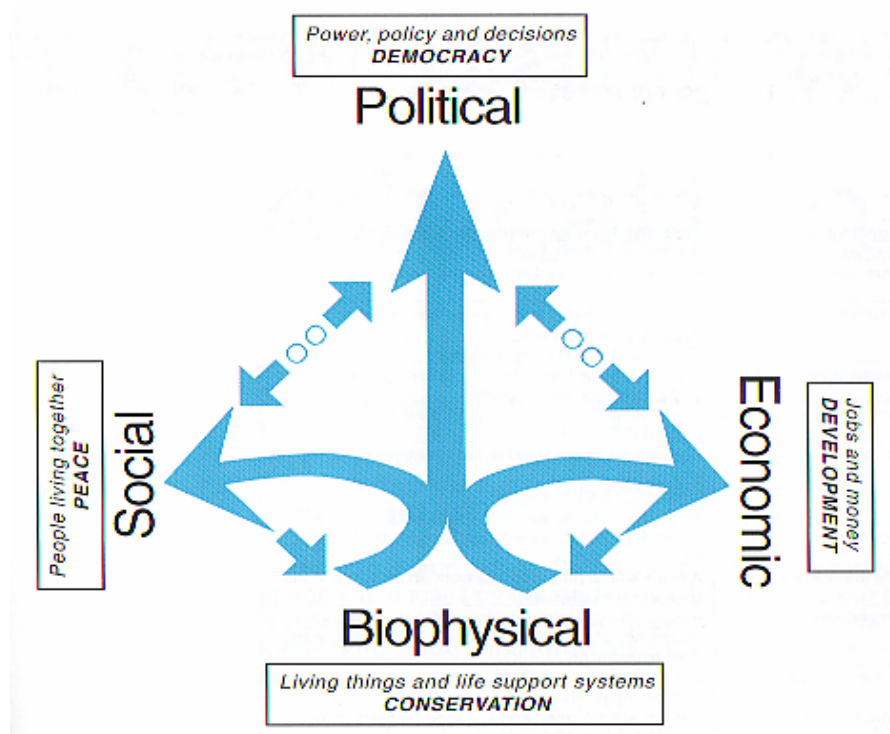 Power, policy and decisions
DEMOCRACY
Political
People living together
PEACE
Social
Economic
Jobs and money
DEVELOPMENT
Biophysical
Living things and life support systems
CONSERVATION